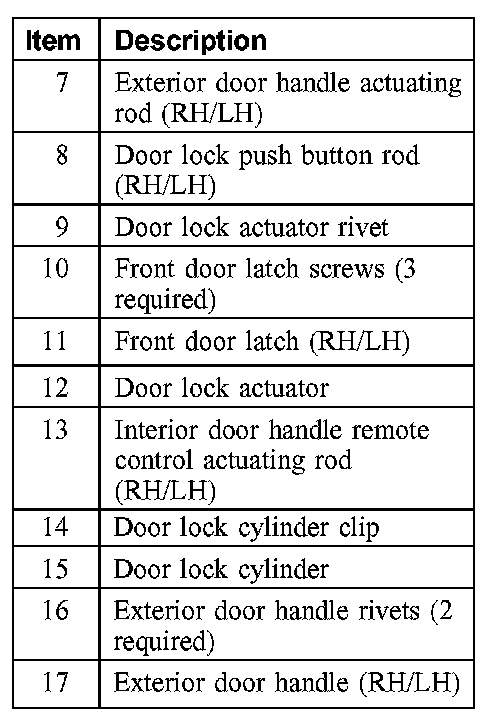 Item Description
7 Exterior door handle actuating
rod (RH/LH)
8 Door lock push button rod
(RH/LH)
9 Door lock actuator rivet
10 Front door latch screws (3
required)
11 Front door latch (RH/LH)
12 Door lock actuator
13 Interior door handle remote
control actuating rod
(RH/LH)
14 Door lock cylinder clip
15 Door lock cylinder
16 Exterior door handle rivets (2
required)
17 Exterior door handle (RH/LH)